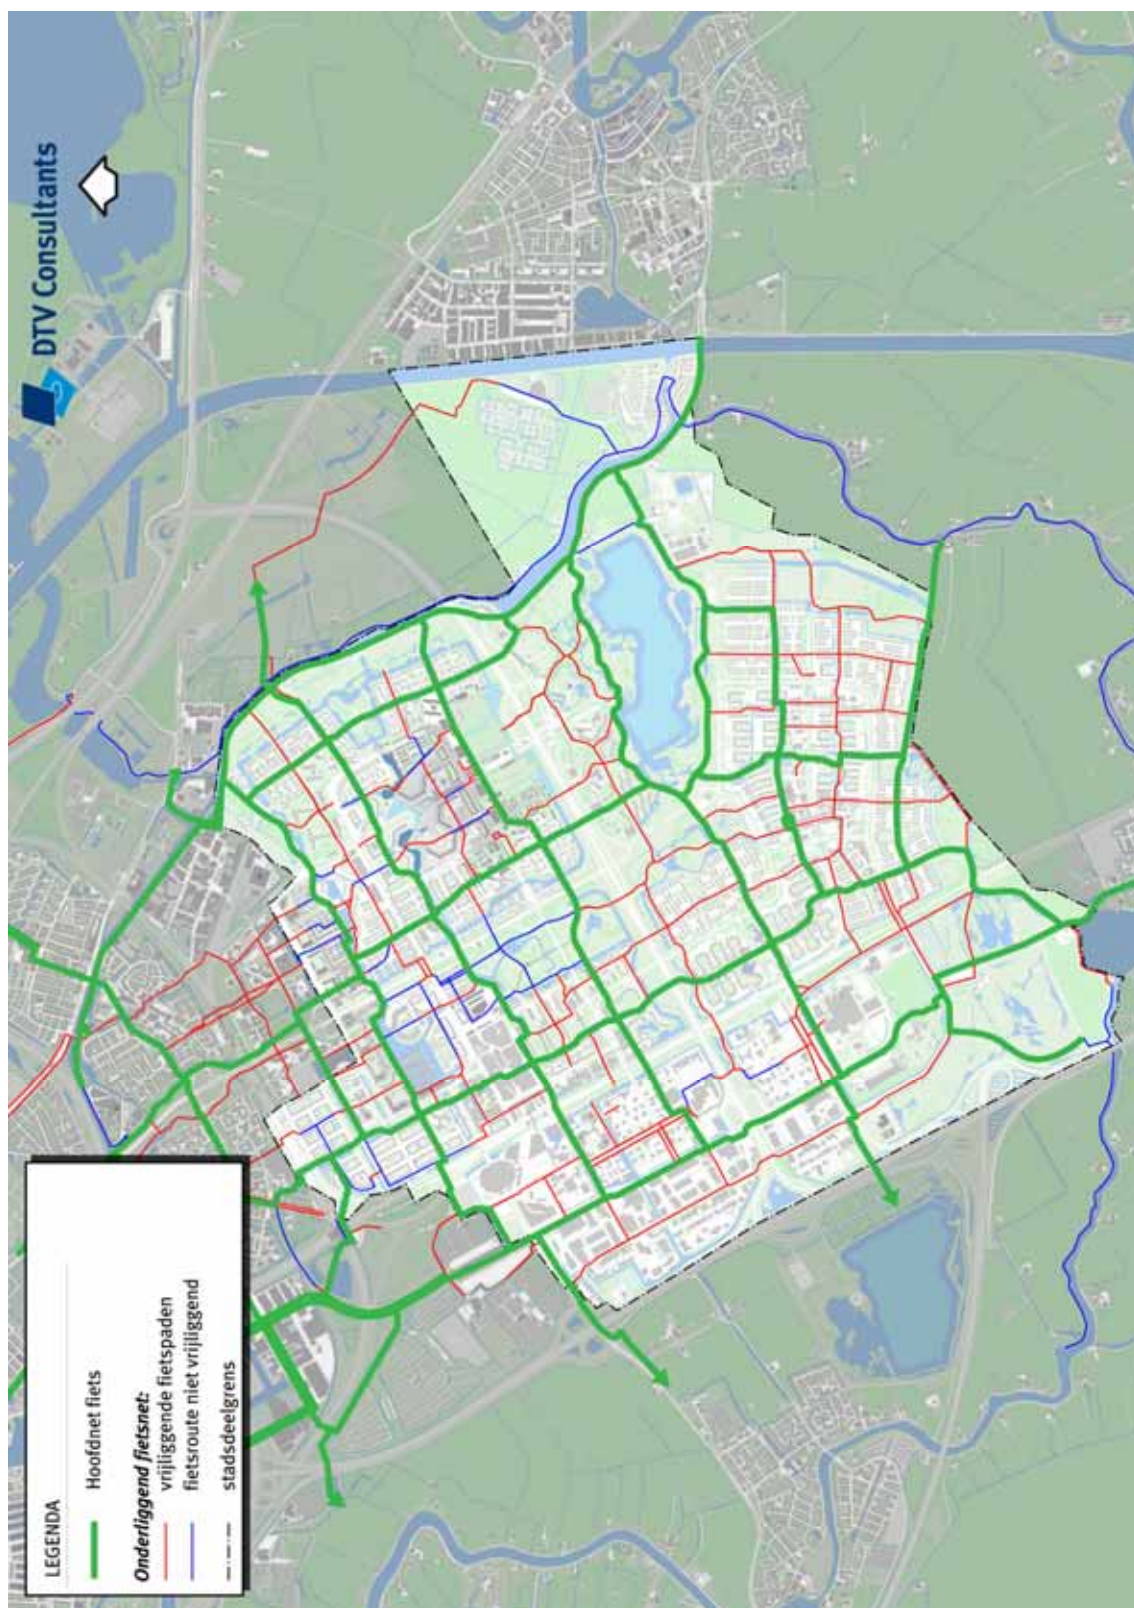 DTV Consultants
LEGENDA
Hoofdnet fiets
Onderliggend fietsnet:
vrijliggende fietspaden
fietsroute niet vrijliggend
stadsdeelgrens